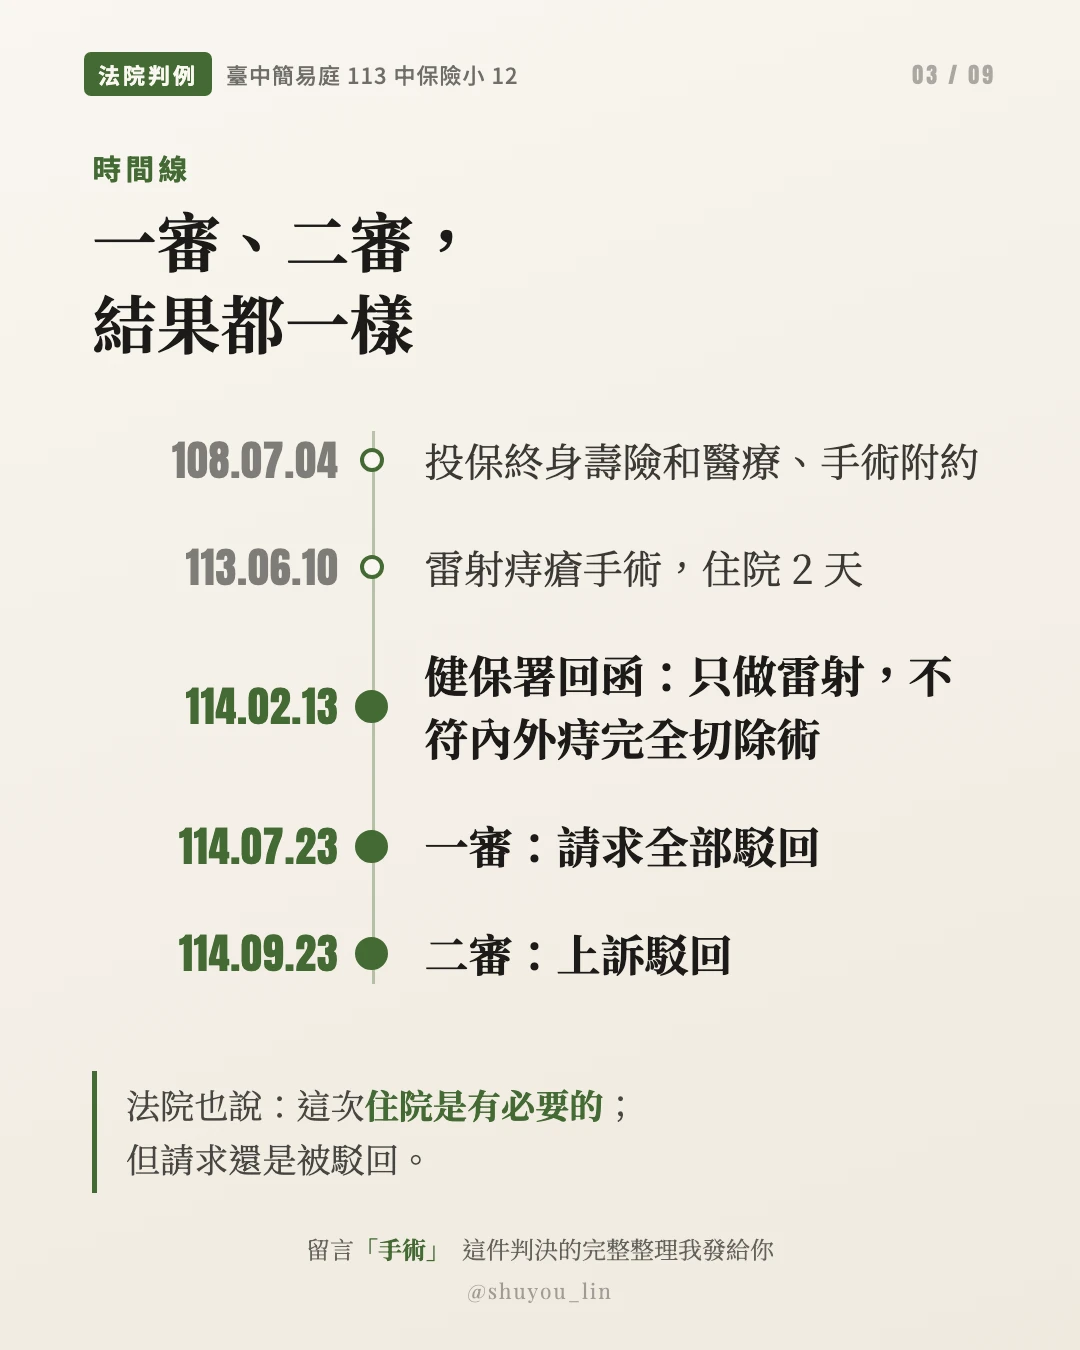 法院判例 臺中簡易庭 113 中保險小 12
03 / 09
時間線
一審、二審，
結果都一樣
108.07.04 投保終身壽險和醫療、手術附約
113.06.10 雷射痔瘡手術，住院 2 天
114.02.13 健保署回函：只做雷射，不
符內外痔完全切除術
114.07.23 一審：請求全部駁回
114.09.23 二審：上訴駁回
法院也說：這次住院是有必要的；
但請求還是被駁回。
留言「手術」 這件判決的完整整理我發給你
@shuyou_lin